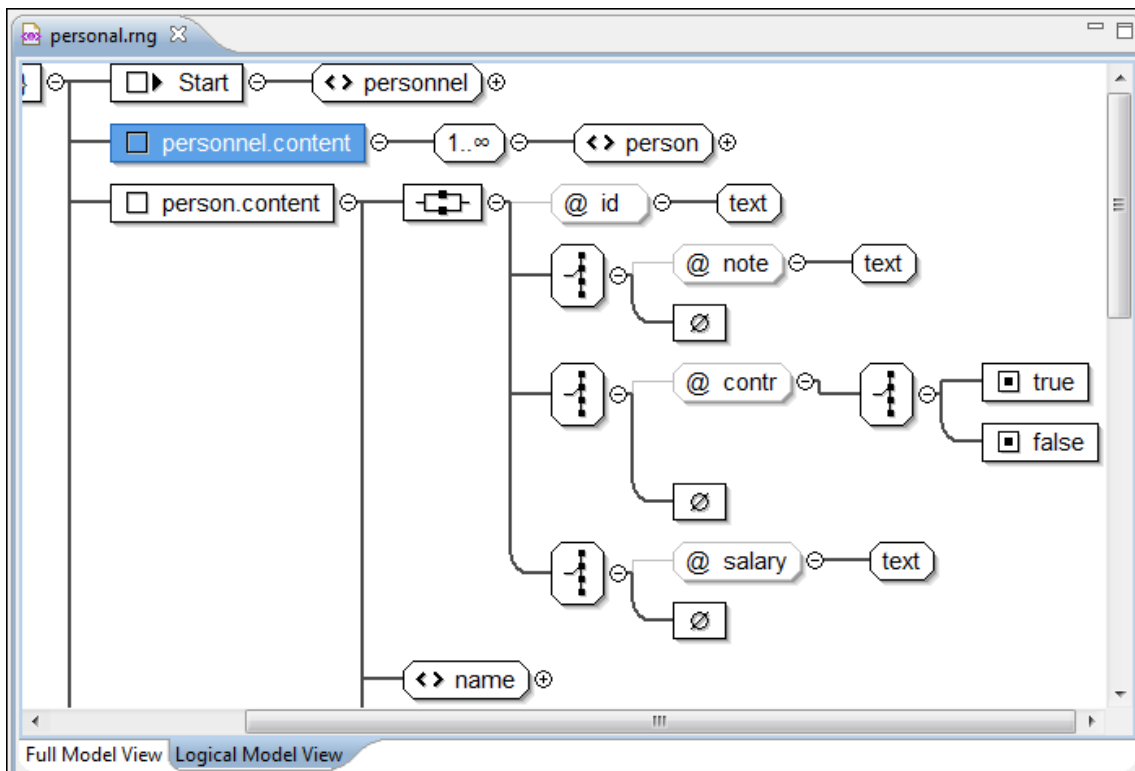 personal.rng
} Start personnel
personnel.content 1..∞ person
person.content @ id text
@ note text
∅
@ contr true
false
∅
@ salary text
∅
name
Full Model View Logical Model View